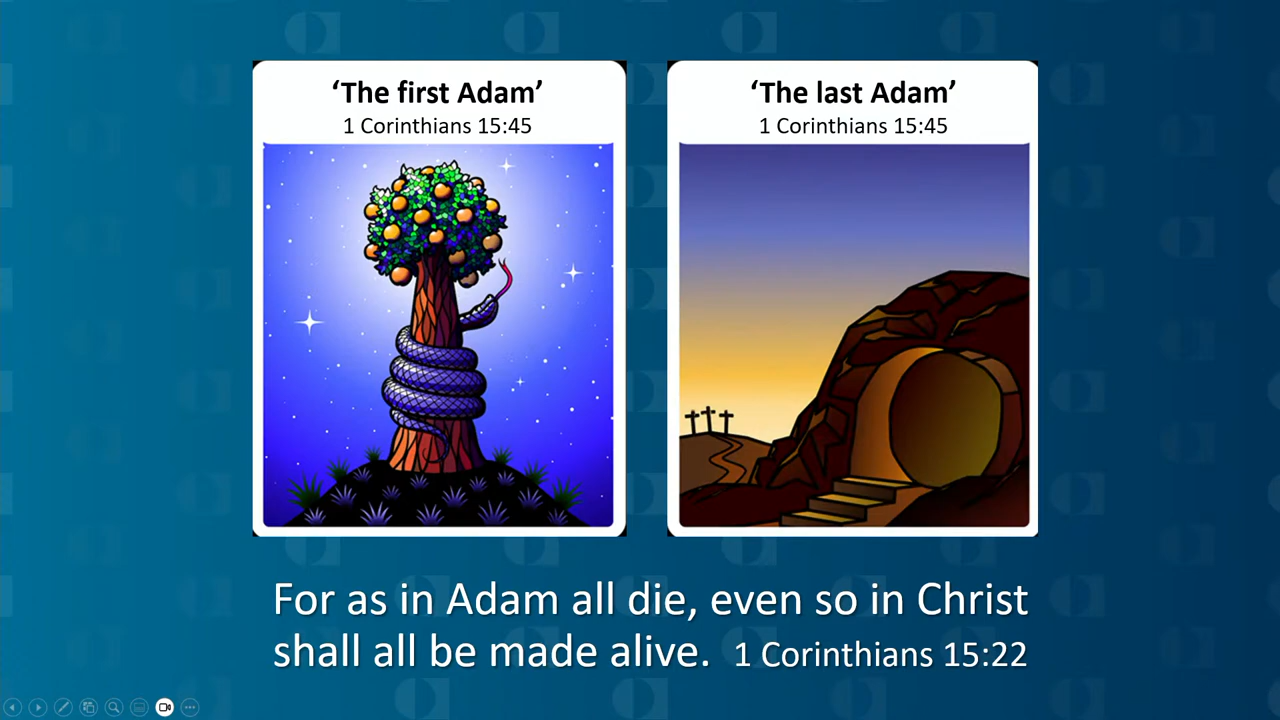 ‘The first Adam’
1 Corinthians 15:45
‘The last Adam’
1 Corinthians 15:45
For as in Adam all die, even so in Christ
shall all be made alive. 1 Corinthians 15:22